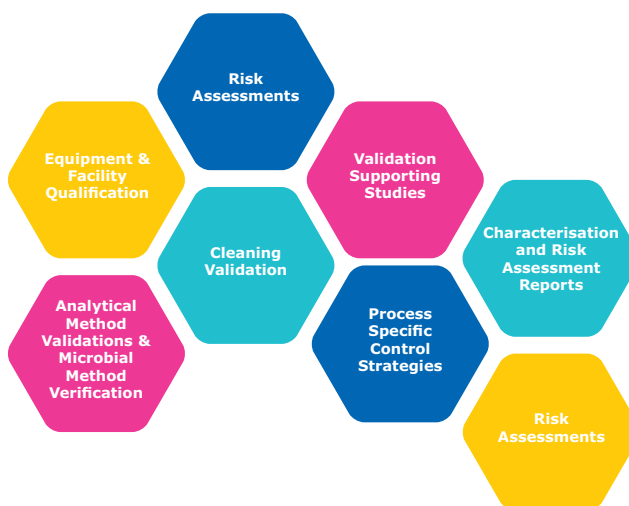 Risk
Assessments
Equipment &
Facility
Qualification
Validation
Supporting
Studies
Cleaning
Validation
Characterisation
and Risk
Assessment
Reports
Analytical
Method
Validations &
Microbial
Method
Verification
Process
Specific
Control
Strategies
Risk
Assessments